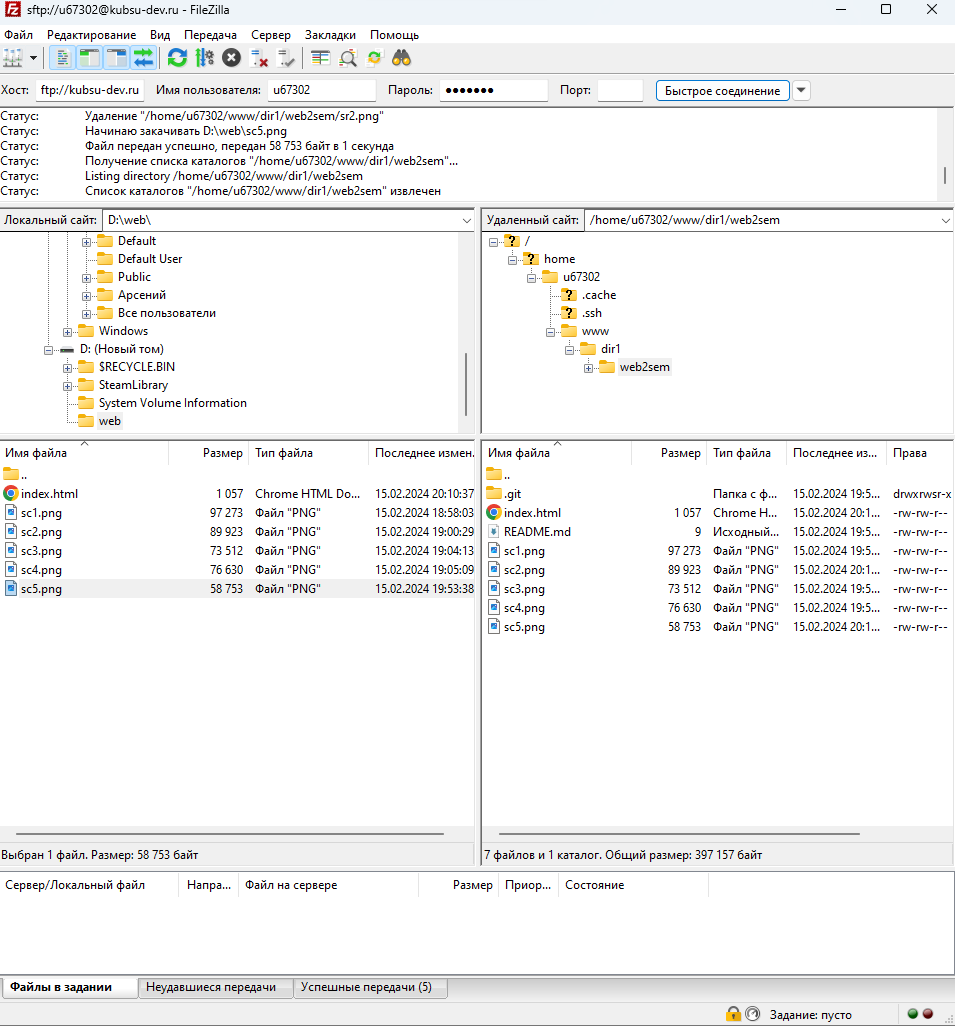 sftp://u67302@kubsu-dev.ru - FileZilla
Файл Редактирование Вид Передача Сервер Закладки Помощь
Хост: ftp://kubsu-dev.ru Имя пользователя: u67302 Пароль: ●●●●●●● Порт: Быстрое соединение
Статус: Удаление "/home/u67302/www/dir1/web2sem/sr2.png"
Статус: Начинаю закачивать D:\web\sc5.png
Статус: Файл передан успешно, передан 58 753 байт в 1 секунда
Статус: Получение списка каталогов "/home/u67302/www/dir1/web2sem"...
Статус: Listing directory /home/u67302/www/dir1/web2sem
Статус: Список каталогов "/home/u67302/www/dir1/web2sem" извлечен
Локальный сайт: D:\web\
Default
Default User
Public
Арсений
Все пользователи
Windows
D: (Новый том)
$RECYCLE.BIN
SteamLibrary
System Volume Information
web
Удаленный сайт: /home/u67302/www/dir1/web2sem
/
home
u67302
.cache
.ssh
www
dir1
web2sem
Имя файла Размер Тип файла Последнее измен.
..
index.html 1 057 Chrome HTML Do... 15.02.2024 20:10:37
sc1.png 97 273 Файл "PNG" 15.02.2024 18:58:03
sc2.png 89 923 Файл "PNG" 15.02.2024 19:00:29
sc3.png 73 512 Файл "PNG" 15.02.2024 19:04:13
sc4.png 76 630 Файл "PNG" 15.02.2024 19:05:09
sc5.png 58 753 Файл "PNG" 15.02.2024 19:53:38
Выбран 1 файл. Размер: 58 753 байт
Имя файла Размер Тип файла Последнее из... Права
..
.git Папка с ф... 15.02.2024 19:5... drwxrwsr-x
index.html 1 057 Chrome H... 15.02.2024 20:1... -rw-rw-r--
README.md 9 Исходный... 15.02.2024 19:5... -rw-rw-r--
sc1.png 97 273 Файл "PNG" 15.02.2024 19:5... -rw-rw-r--
sc2.png 89 923 Файл "PNG" 15.02.2024 19:5... -rw-rw-r--
sc3.png 73 512 Файл "PNG" 15.02.2024 19:5... -rw-rw-r--
sc4.png 76 630 Файл "PNG" 15.02.2024 19:5... -rw-rw-r--
sc5.png 58 753 Файл "PNG" 15.02.2024 20:1... -rw-rw-r--
7 файлов и 1 каталог. Общий размер: 397 157 байт
Сервер/Локальный файл Напра... Файл на сервере Размер Приор... Состояние
Файлы в задании Неудавшиеся передачи Успешные передачи (5)
Задание: пусто